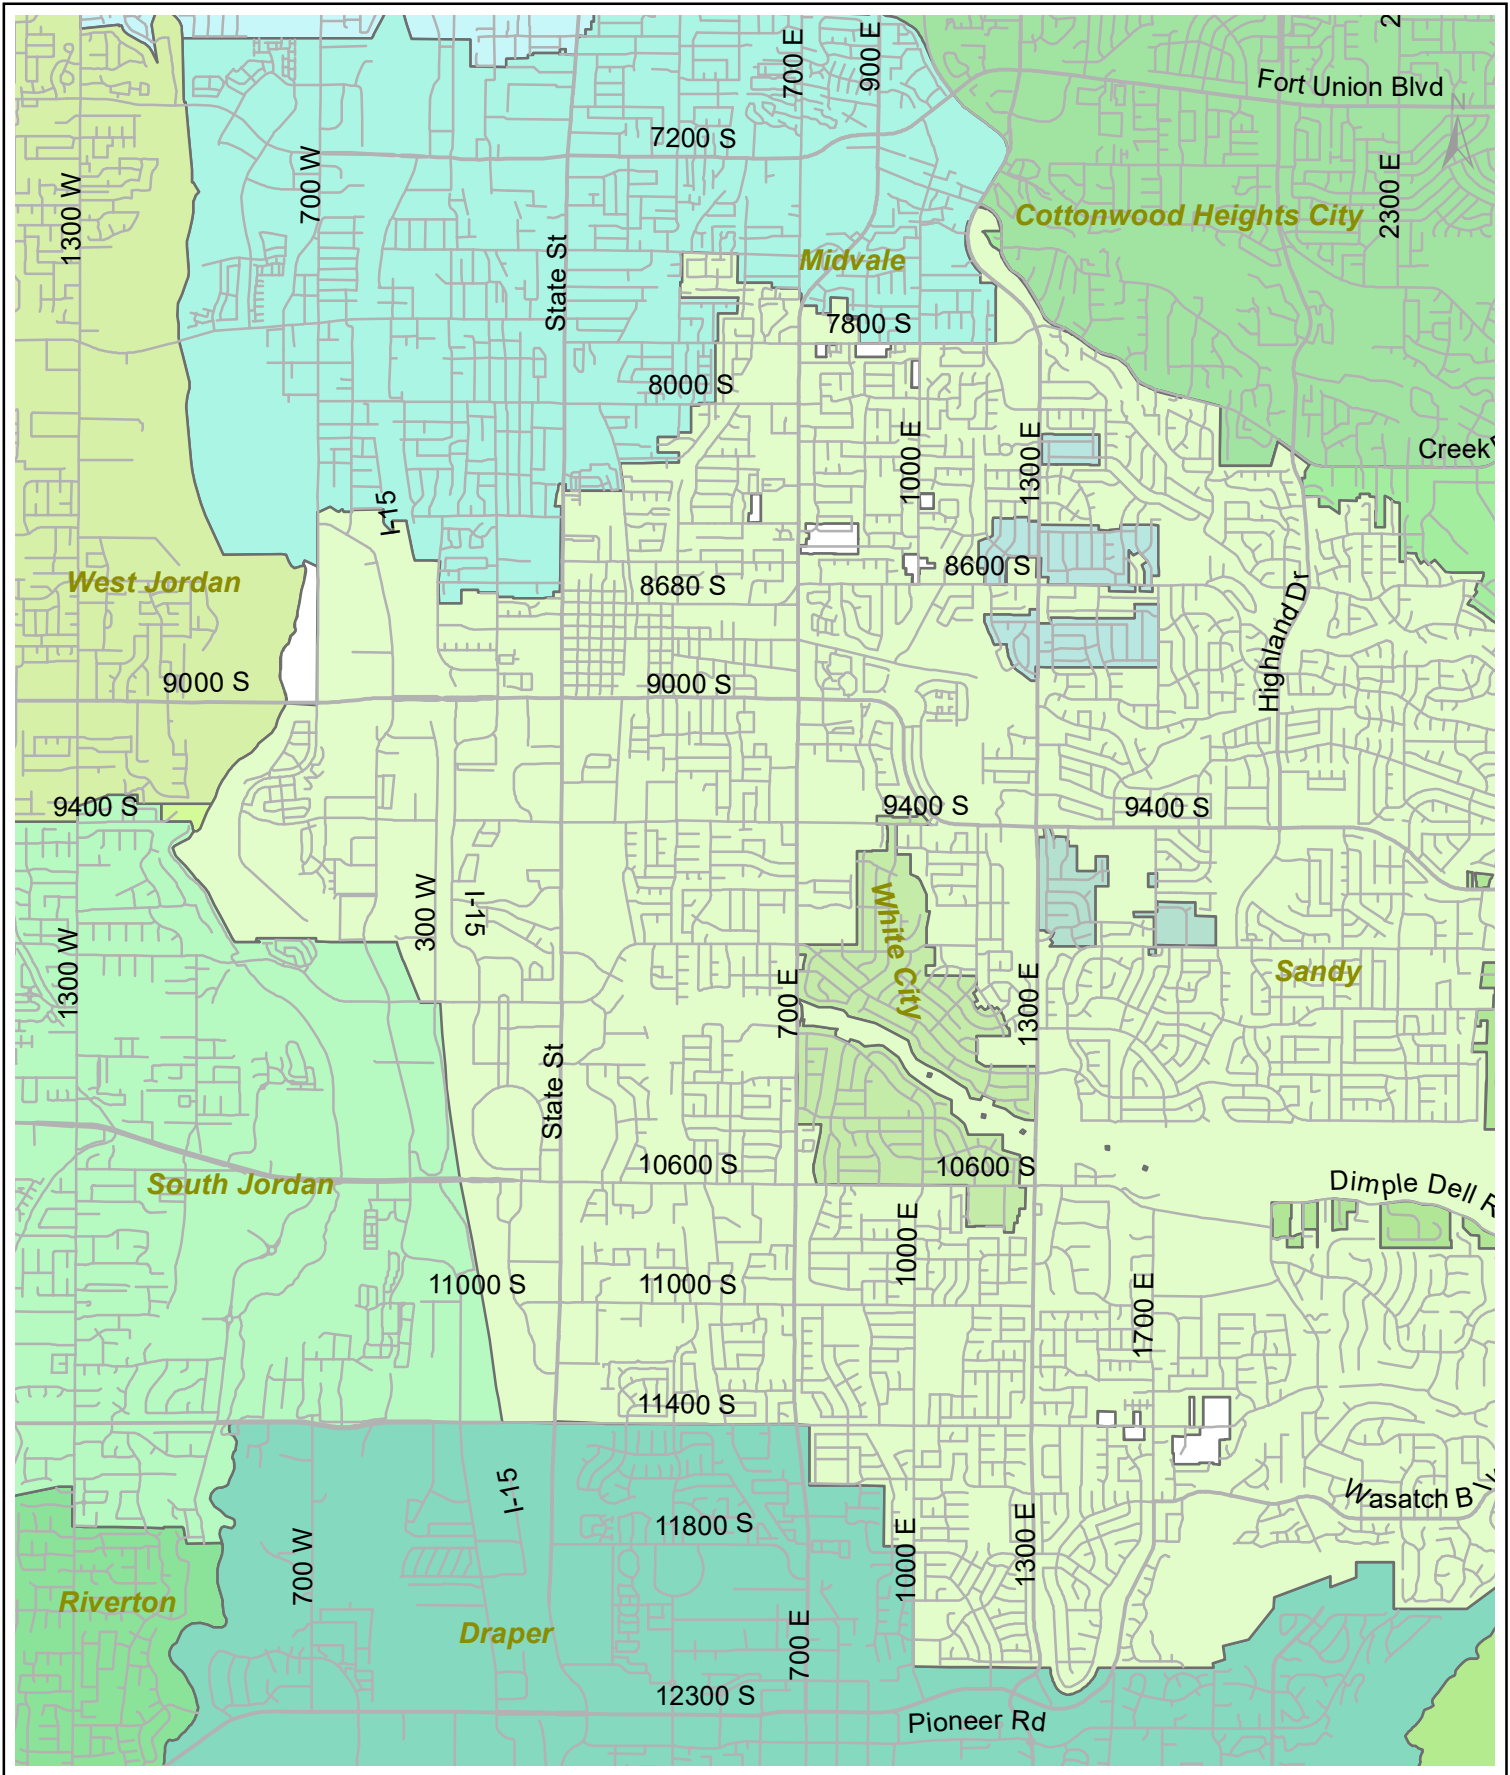 700 E
900 E
2
Fort Union Blvd
N
7200 S
1300 W
700 W
2300 E
Cottonwood Heights City
State St
Midvale
7800 S
8000 S
1000 E
1300 E
Creek
I-15
West Jordan
8680 S
8600 S
Highland Dr
9000 S
9000 S
9400 S
9400 S
9400 S
300 W
I-15
White City
1300 W
Sandy
700 E
1300 E
State St
10600 S
10600 S
South Jordan
Dimple Dell R
1000 E
11000 S
11000 S
1700 E
11400 S
I-15
Wasatch Blv
11800 S
700 W
1000 E
1300 E
Riverton
Draper
700 E
12300 S
Pioneer Rd